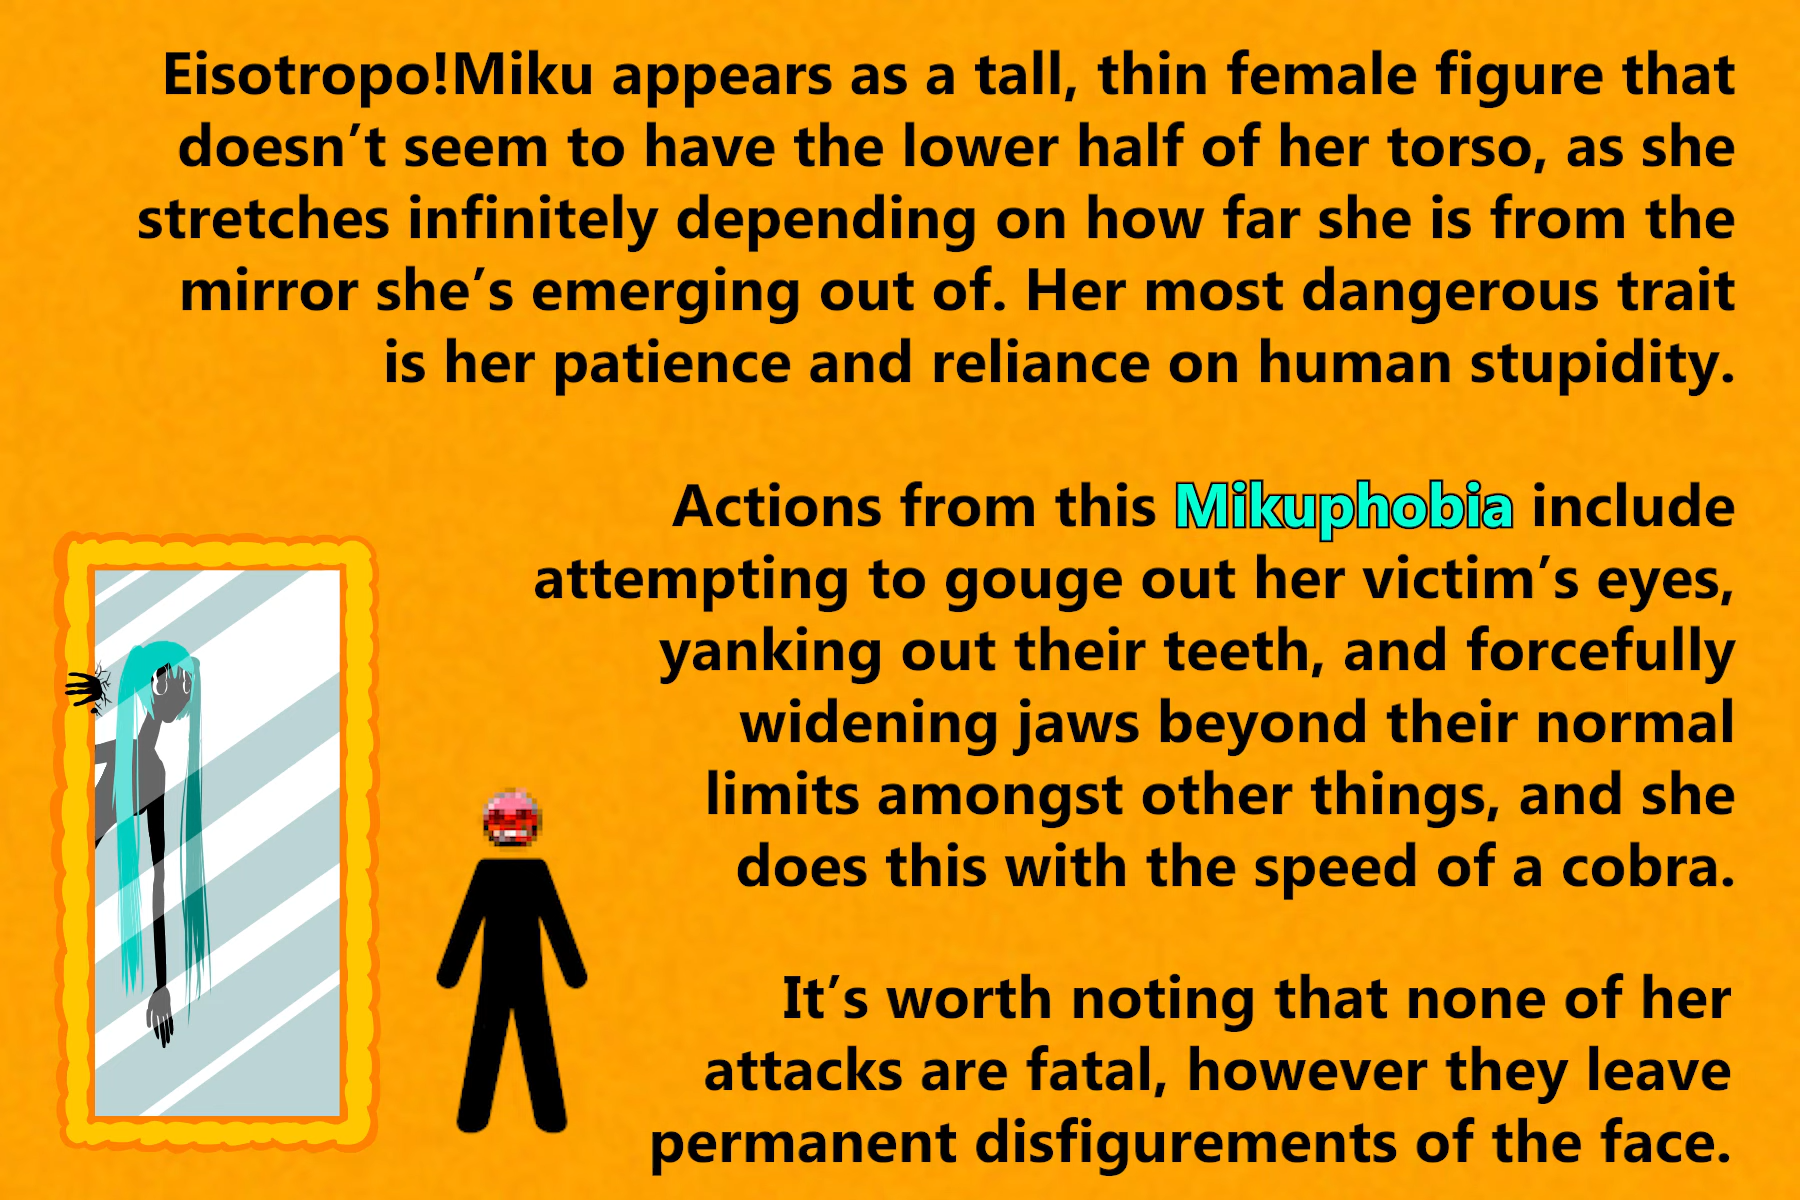 Eisotropo!Miku appears as a tall, thin female figure that
doesn’t seem to have the lower half of her torso, as she
stretches infinitely depending on how far she is from the
mirror she’s emerging out of. Her most dangerous trait
is her patience and reliance on human stupidity.
Actions from this Mikuphobia include
attempting to gouge out her victim’s eyes,
yanking out their teeth, and forcefully
widening jaws beyond their normal
limits amongst other things, and she
does this with the speed of a cobra.
It’s worth noting that none of her
attacks are fatal, however they leave
permanent disfigurements of the face.